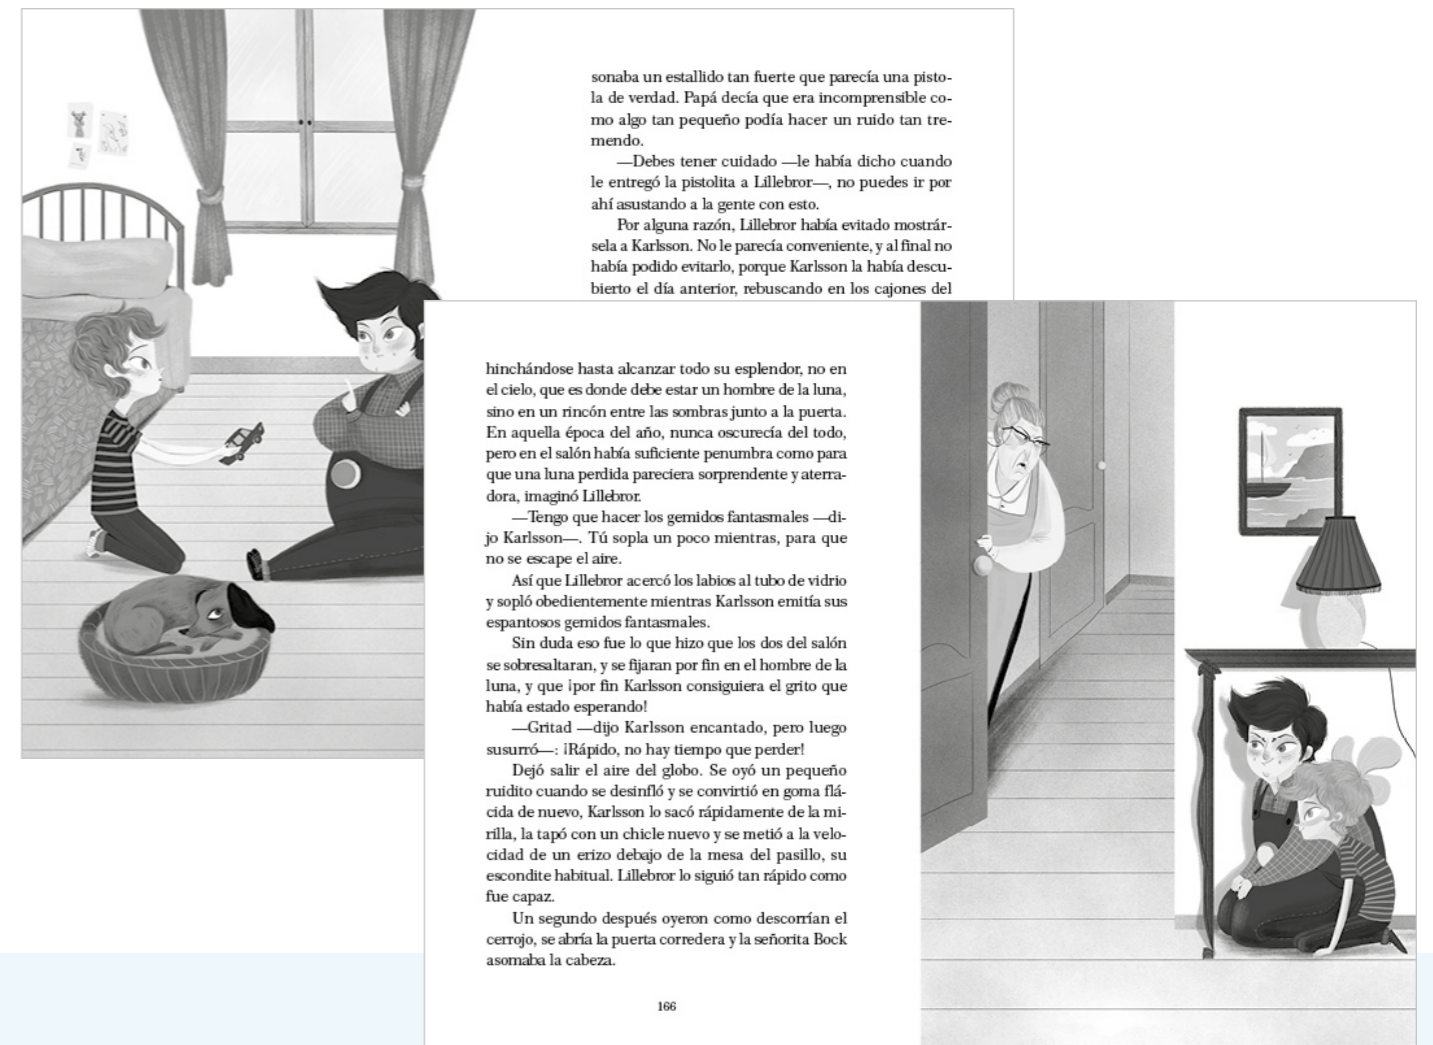 sonaba un estallido tan fuerte que parecía una pisto-
la de verdad. Papá decía que era incomprensible co-
mo algo tan pequeño podía hacer un ruido tan tre-
mendo.
—Debes tener cuidado —le había dicho cuando
le entregó la pistolita a Lillebror—, no puedes ir por
ahí asustando a la gente con esto.
Por alguna razón, Lillebror había evitado mostrár-
sela a Karlsson. No le parecía conveniente, y al final no
había podido evitarlo, porque Karlsson la había descu-
bierto el día anterior, rebuscando en los cajones del
hinchándose hasta alcanzar todo su esplendor, no en
el cielo, que es donde debe estar un hombre de la luna,
sino en un rincón entre las sombras junto a la puerta.
En aquella época del año, nunca oscurecía del todo,
pero en el salón había suficiente penumbra como para
que una luna perdida pareciera sorprendente y aterra-
dora, imaginó Lillebror.
—Tengo que hacer los gemidos fantasmales —di-
jo Karlsson—. Tú sopla un poco mientras, para que
no se escape el aire.
Así que Lillebror acercó los labios al tubo de vidrio
y sopló obedientemente mientras Karlsson emitía sus
espantosos gemidos fantasmales.
Sin duda eso fue lo que hizo que los dos del salón
se sobresaltaran, y se fijaran por fin en el hombre de la
luna, y que ¡por fin Karlsson consiguiera el grito que
había estado esperando!
—Gritad —dijo Karlsson encantado, pero luego
susurró—: ¡Rápido, no hay tiempo que perder!
Dejó salir el aire del globo. Se oyó un pequeño
ruidito cuando se desinfló y se convirtió en goma flá-
cida de nuevo, Karlsson lo sacó rápidamente de la mi-
rilla, la tapó con un chicle nuevo y se metió a la velo-
cidad de un erizo debajo de la mesa del pasillo, su
escondite habitual. Lillebror lo siguió tan rápido como
fue capaz.
Un segundo después oyeron como descorrían el
cerrojo, se abría la puerta corredera y la señorita Bock
asomaba la cabeza.
166